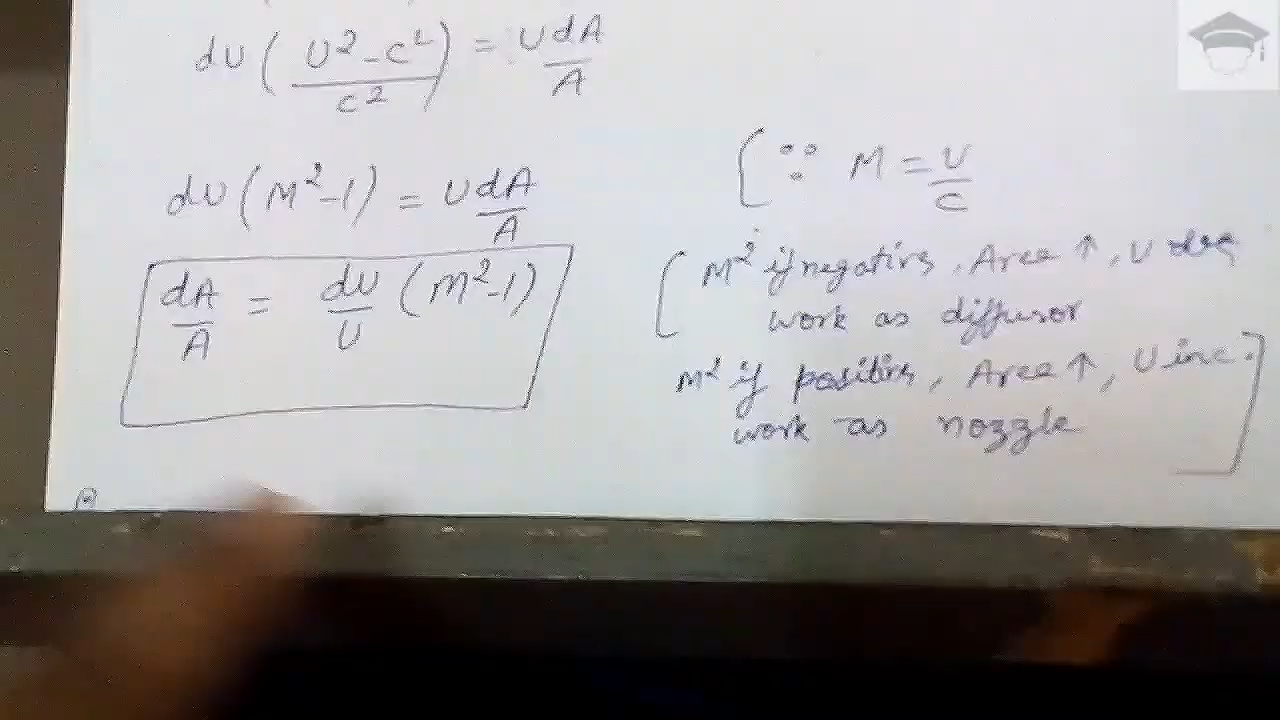 dU ( U² - C² / C² ) = U dA / A
dU (M² - 1) = U dA / A
dA / A = dU / U (M² - 1)
[ ∵ M = U / C
[ M² if negative, Area ↑, U dec
work as diffusor
M² if positive, Area ↑, U inc. ]
work as nozzle